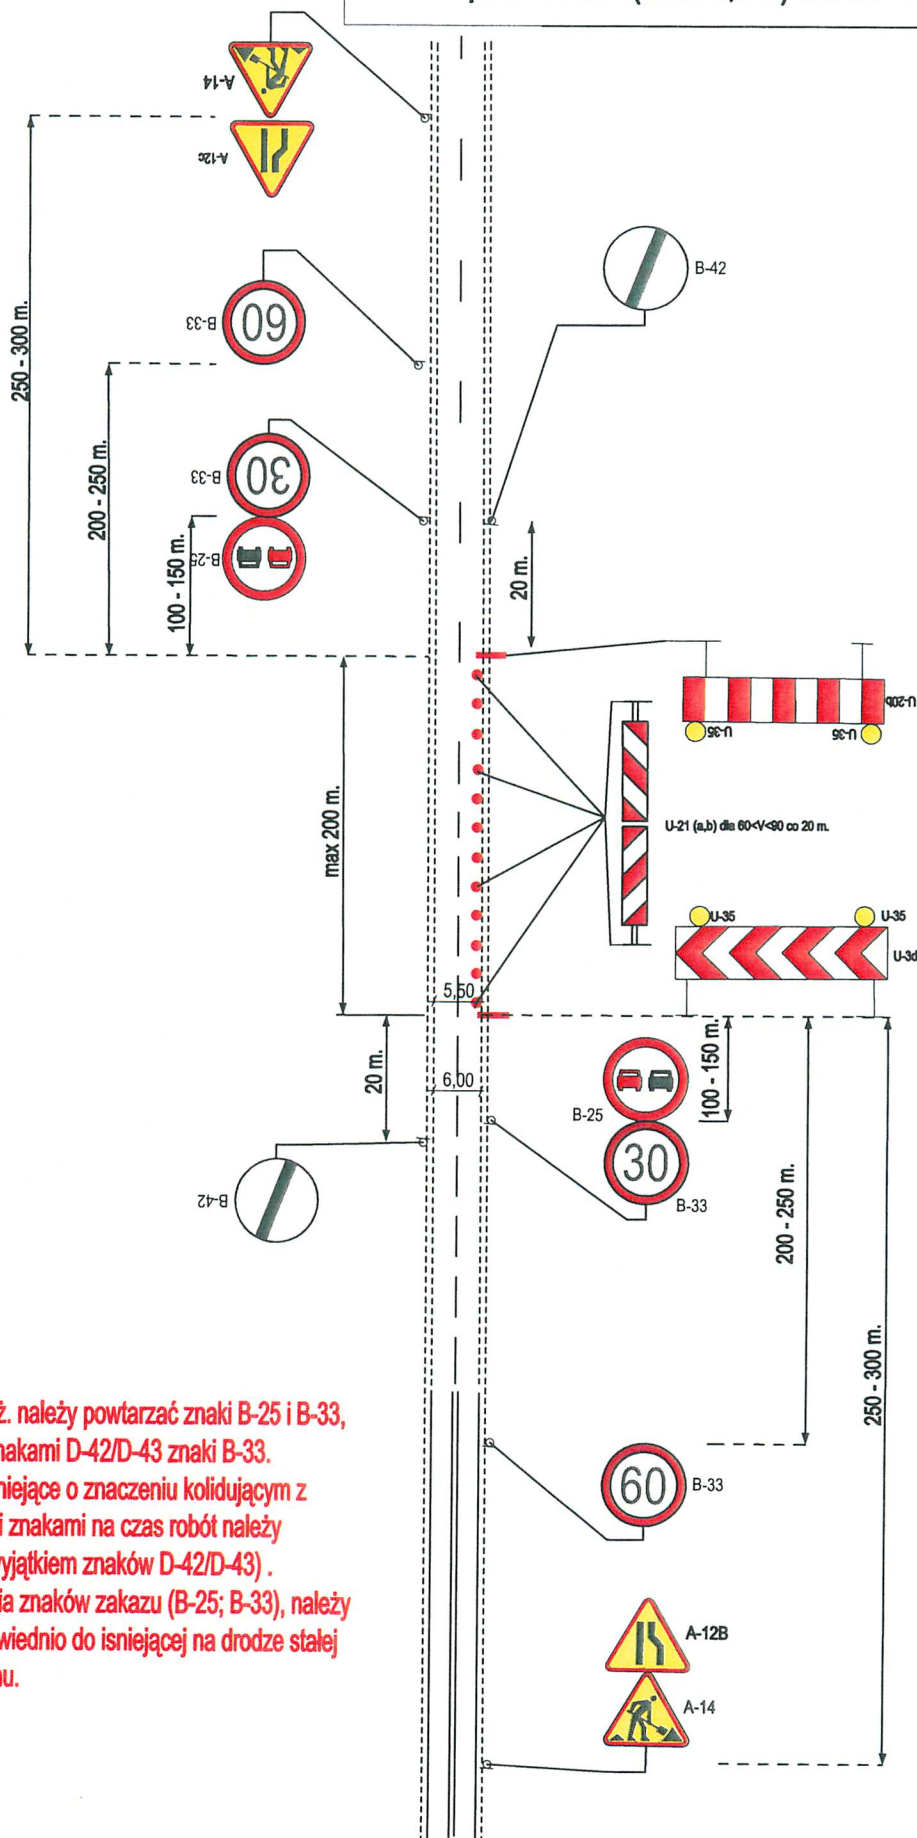 A-14
A-12c
B-33
60
B-33
30
B-25
250 - 300 m.
200 - 250 m.
100 - 150 m.
B-42
20 m.
U-20b
U-35
U-35
max 200 m.
U-21 (a,b) dla 60<V<90 co 20 m.
U-35
U-35
U-3d
5,50
20 m.
6,00
B-42
B-25
30
B-33
100 - 150 m.
200 - 250 m.
250 - 300 m.
60
B-33
A-12B
A-14
ż. należy powtarzać znaki B-25 i B-33,
nakami D-42/D-43 znaki B-33.
niejące o znaczeniu kolidującym z
i znakami na czas robót należy
wyjątkiem znaków D-42/D-43) .
ia znaków zakazu (B-25; B-33), należy
wiednio do isniejącej na drodze stałej
u.